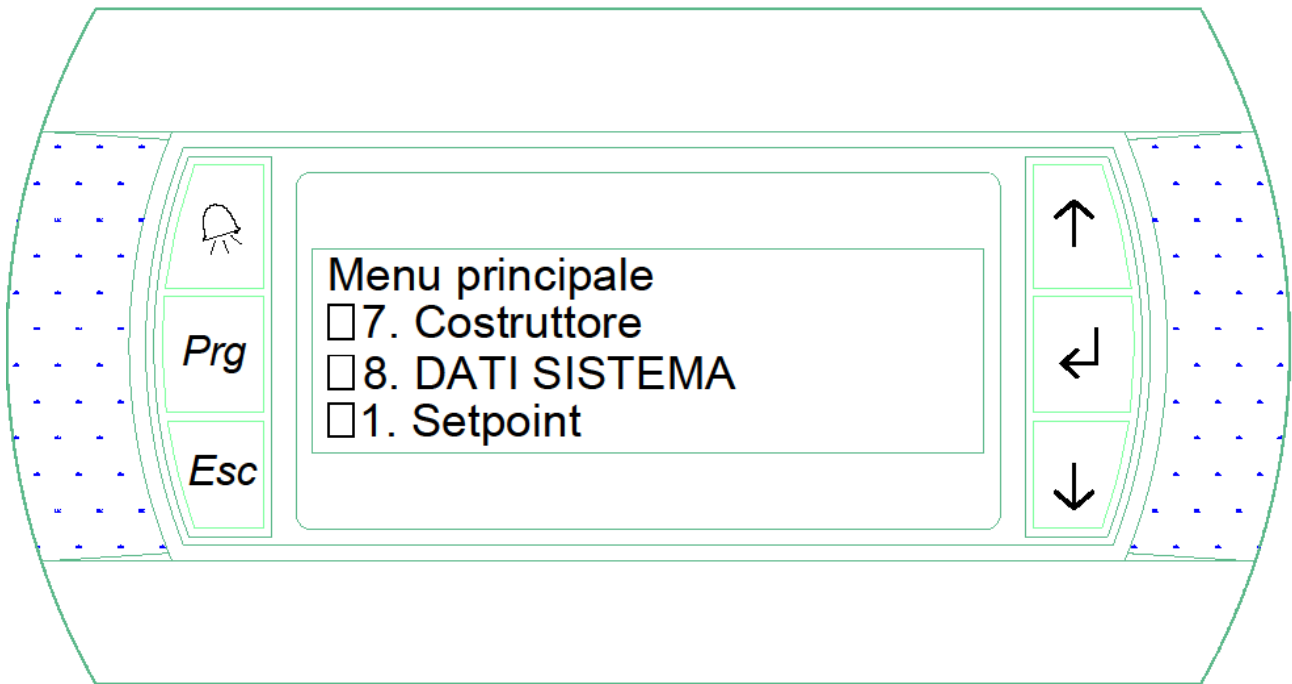 Menu principale
7. Costruttore
8. DATI SISTEMA
1. Setpoint
Prg
Esc